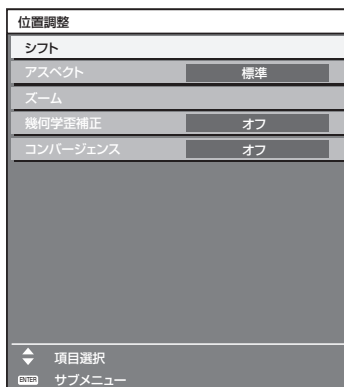 位置調整
シフト
アスペクト 標準
ズーム
幾何学歪補正 オフ
コンバージェンス オフ
項目選択
ENTER サブメニュー